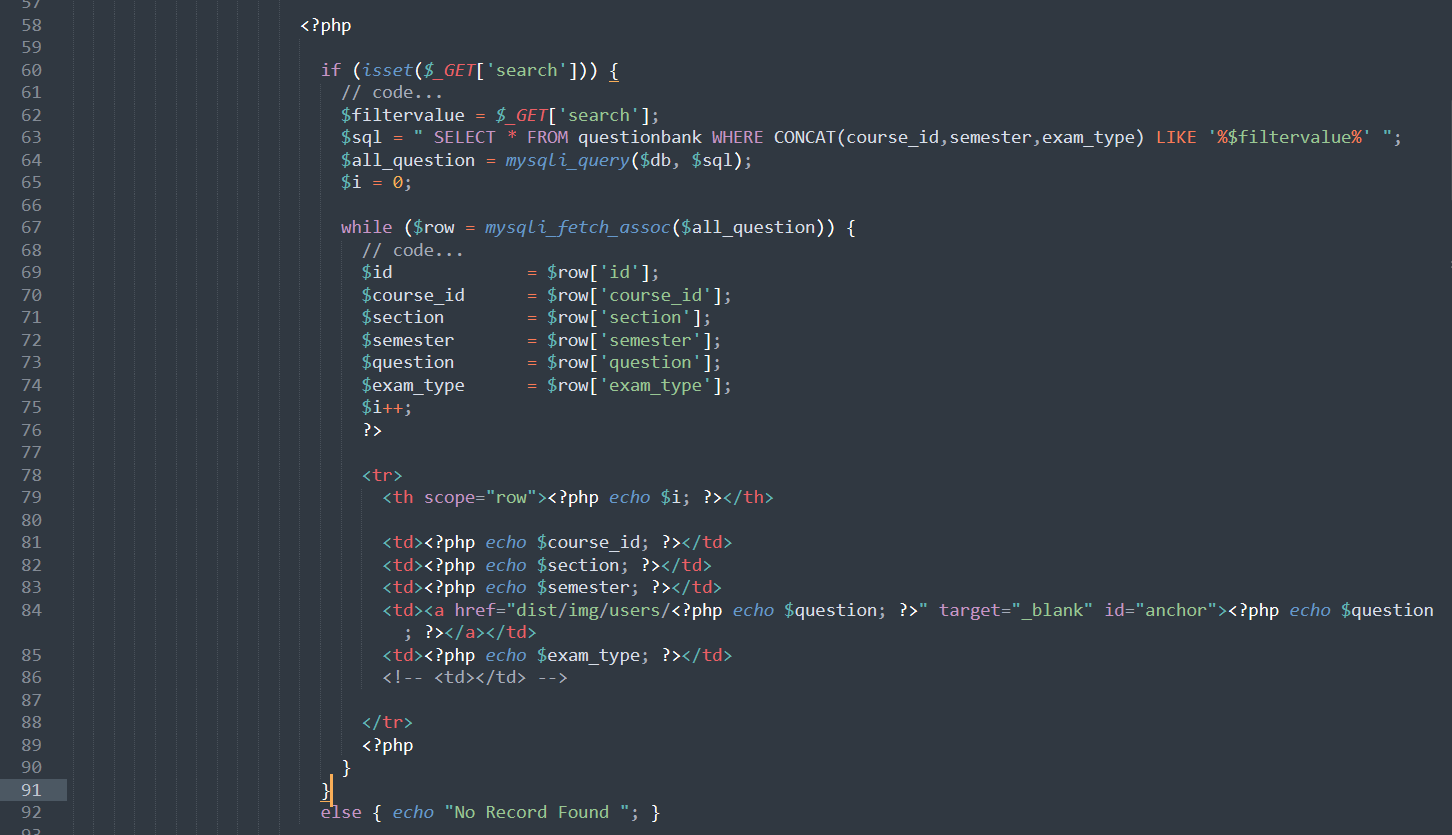 57
58 <?php
59
60 if (isset($_GET['search'])) {
61 // code...
62 $filtervalue = $_GET['search'];
63 $sql = " SELECT * FROM questionbank WHERE CONCAT(course_id,semester,exam_type) LIKE '%$filtervalue%' ";
64 $all_question = mysqli_query($db, $sql);
65 $i = 0;
66
67 while ($row = mysqli_fetch_assoc($all_question)) {
68 // code...
69 $id = $row['id'];
70 $course_id = $row['course_id'];
71 $section = $row['section'];
72 $semester = $row['semester'];
73 $question = $row['question'];
74 $exam_type = $row['exam_type'];
75 $i++;
76 ?>
77
78 <tr>
79 <th scope="row"><?php echo $i; ?></th>
80
81 <td><?php echo $course_id; ?></td>
82 <td><?php echo $section; ?></td>
83 <td><?php echo $semester; ?></td>
84 <td><a href="dist/img/users/<?php echo $question; ?>" target="_blank" id="anchor"><?php echo $question
; ?></a></td>
85 <td><?php echo $exam_type; ?></td>
86 <!-- <td></td> -->
87
88 </tr>
89 <?php
90 }
91 }
92 else { echo "No Record Found "; }
93